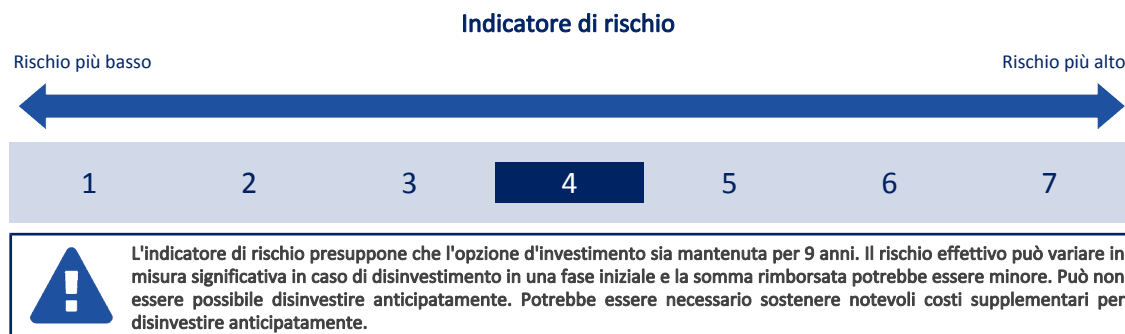 Indicatore di rischio
Rischio più basso
Rischio più alto
1 2 3 4 5 6 7
L'indicatore di rischio presuppone che l'opzione d'investimento sia mantenuta per 9 anni. Il rischio effettivo può variare in
misura significativa in caso di disinvestimento in una fase iniziale e la somma rimborsata potrebbe essere minore. Può non
essere possibile disinvestire anticipatamente. Potrebbe essere necessario sostenere notevoli costi supplementari per
disinvestire anticipatamente.